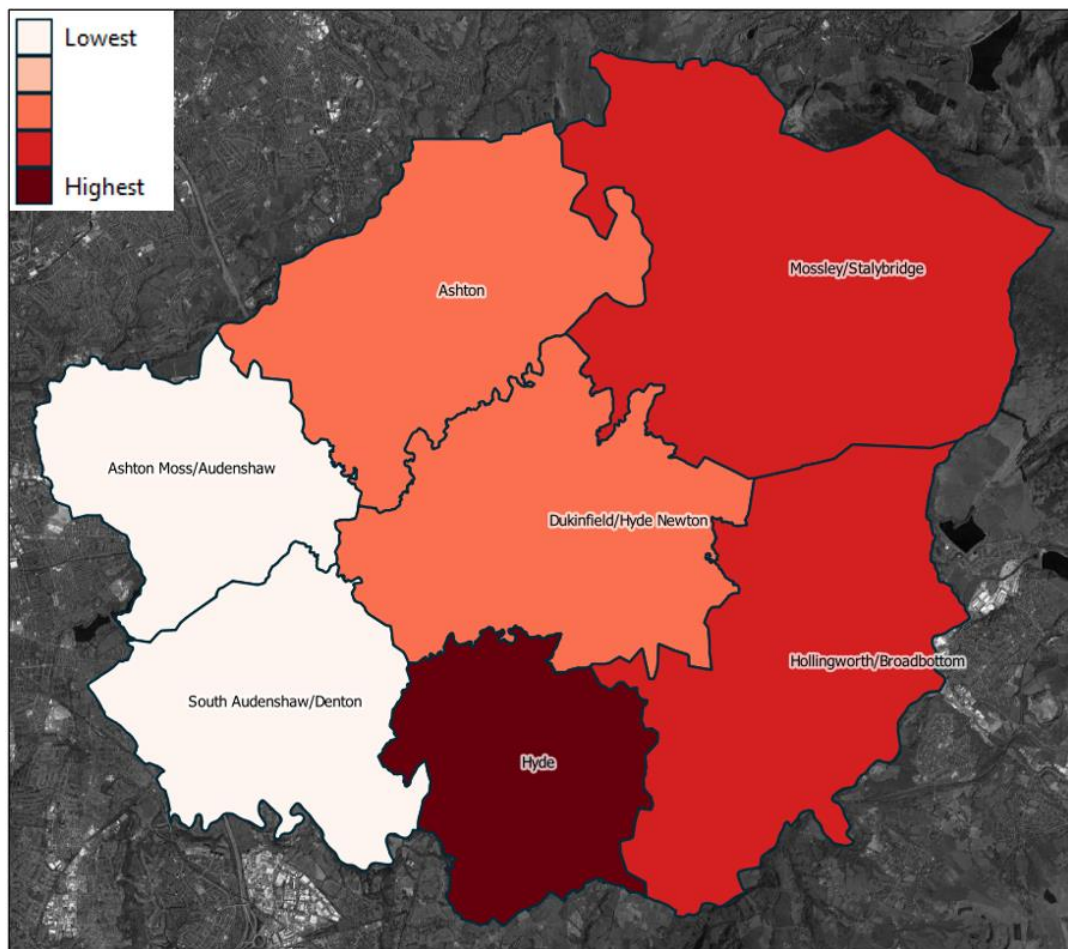 Lowest
Highest
Mossley/Stalybridge
Ashton
Ashton Moss/Audenshaw
Dukinfield/Hyde Newton
Hollingworth/Broadbottom
South Audenshaw/Denton
Hyde